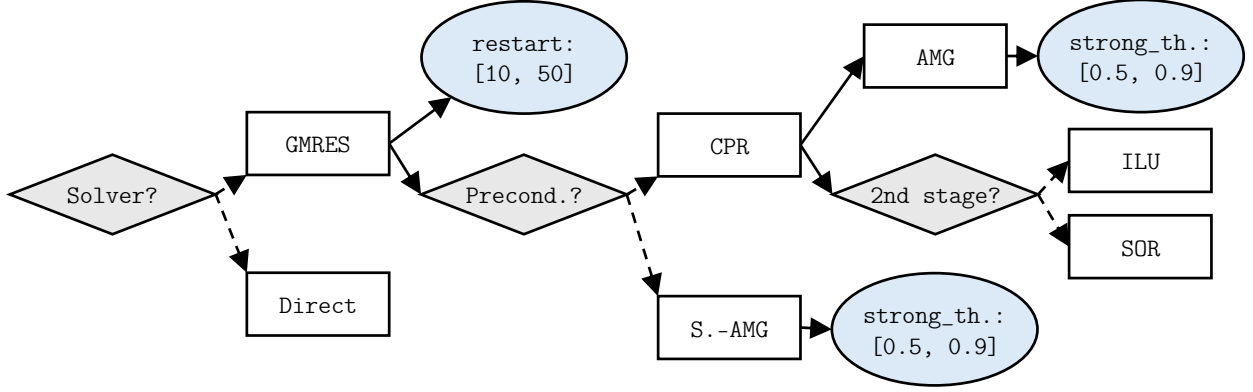 Solver?
GMRES
Direct
restart:
[10, 50]
Precond.?
CPR
S.-AMG
AMG
2nd stage?
strong_th.:
[0.5, 0.9]
ILU
SOR
strong_th.:
[0.5, 0.9]